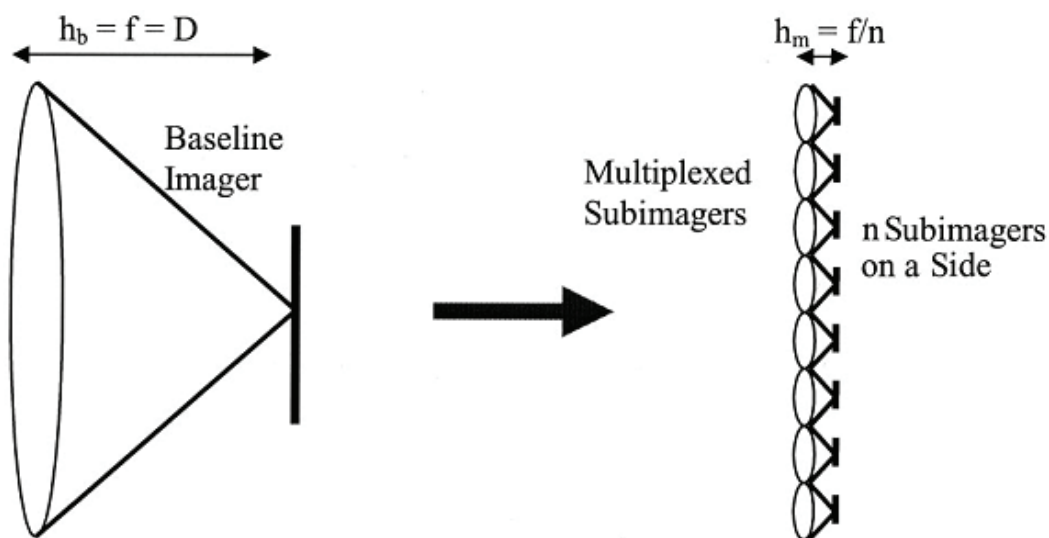 h_b = f = D
h_m = f/n
Baseline
Imager
Multiplexed
Subimagers
n Subimagers
on a Side